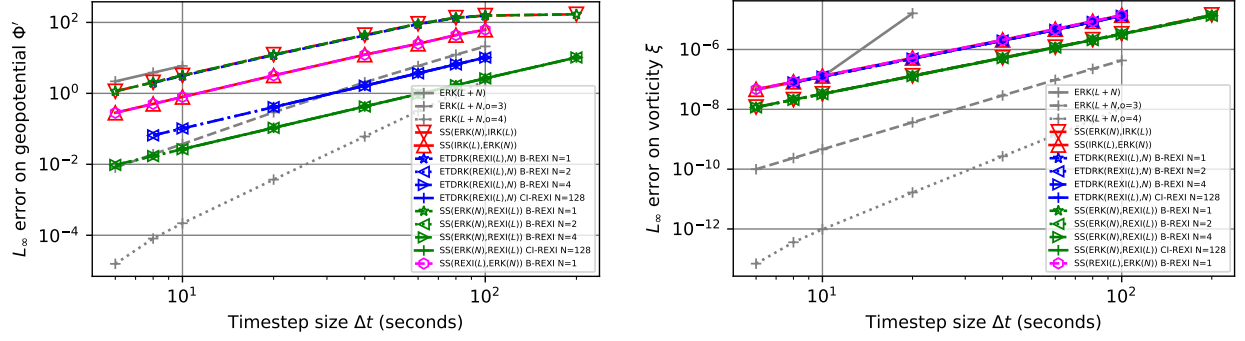 L∞ error on geopotential Φ′
10^2
10^0
10^−2
10^−4
10^1
10^2
Timestep size Δt (seconds)
ERK(L+N)
ERK(L+N,o=3)
ERK(L+N,o=4)
SS(ERK(N),IRK(L))
SS(IRK(L),ERK(N))
ETDRK(REXI(L),N) B-REXI N=1
ETDRK(REXI(L),N) B-REXI N=2
ETDRK(REXI(L),N) B-REXI N=4
ETDRK(REXI(L),N) CI-REXI N=128
SS(ERK(N),REXI(L)) B-REXI N=1
SS(ERK(N),REXI(L)) B-REXI N=2
SS(ERK(N),REXI(L)) B-REXI N=4
SS(ERK(N),REXI(L)) CI-REXI N=128
SS(REXI(L),ERK(N)) B-REXI N=1
L∞ error on vorticity ξ
10^−6
10^−8
10^−10
10^−12
10^1
10^2
Timestep size Δt (seconds)
ERK(L+N)
ERK(L+N,o=3)
ERK(L+N,o=4)
SS(ERK(N),IRK(L))
SS(IRK(L),ERK(N))
ETDRK(REXI(L),N) B-REXI N=1
ETDRK(REXI(L),N) B-REXI N=2
ETDRK(REXI(L),N) B-REXI N=4
ETDRK(REXI(L),N) CI-REXI N=128
SS(ERK(N),REXI(L)) B-REXI N=1
SS(ERK(N),REXI(L)) B-REXI N=2
SS(ERK(N),REXI(L)) B-REXI N=4
SS(ERK(N),REXI(L)) CI-REXI N=128
SS(REXI(L),ERK(N)) B-REXI N=1